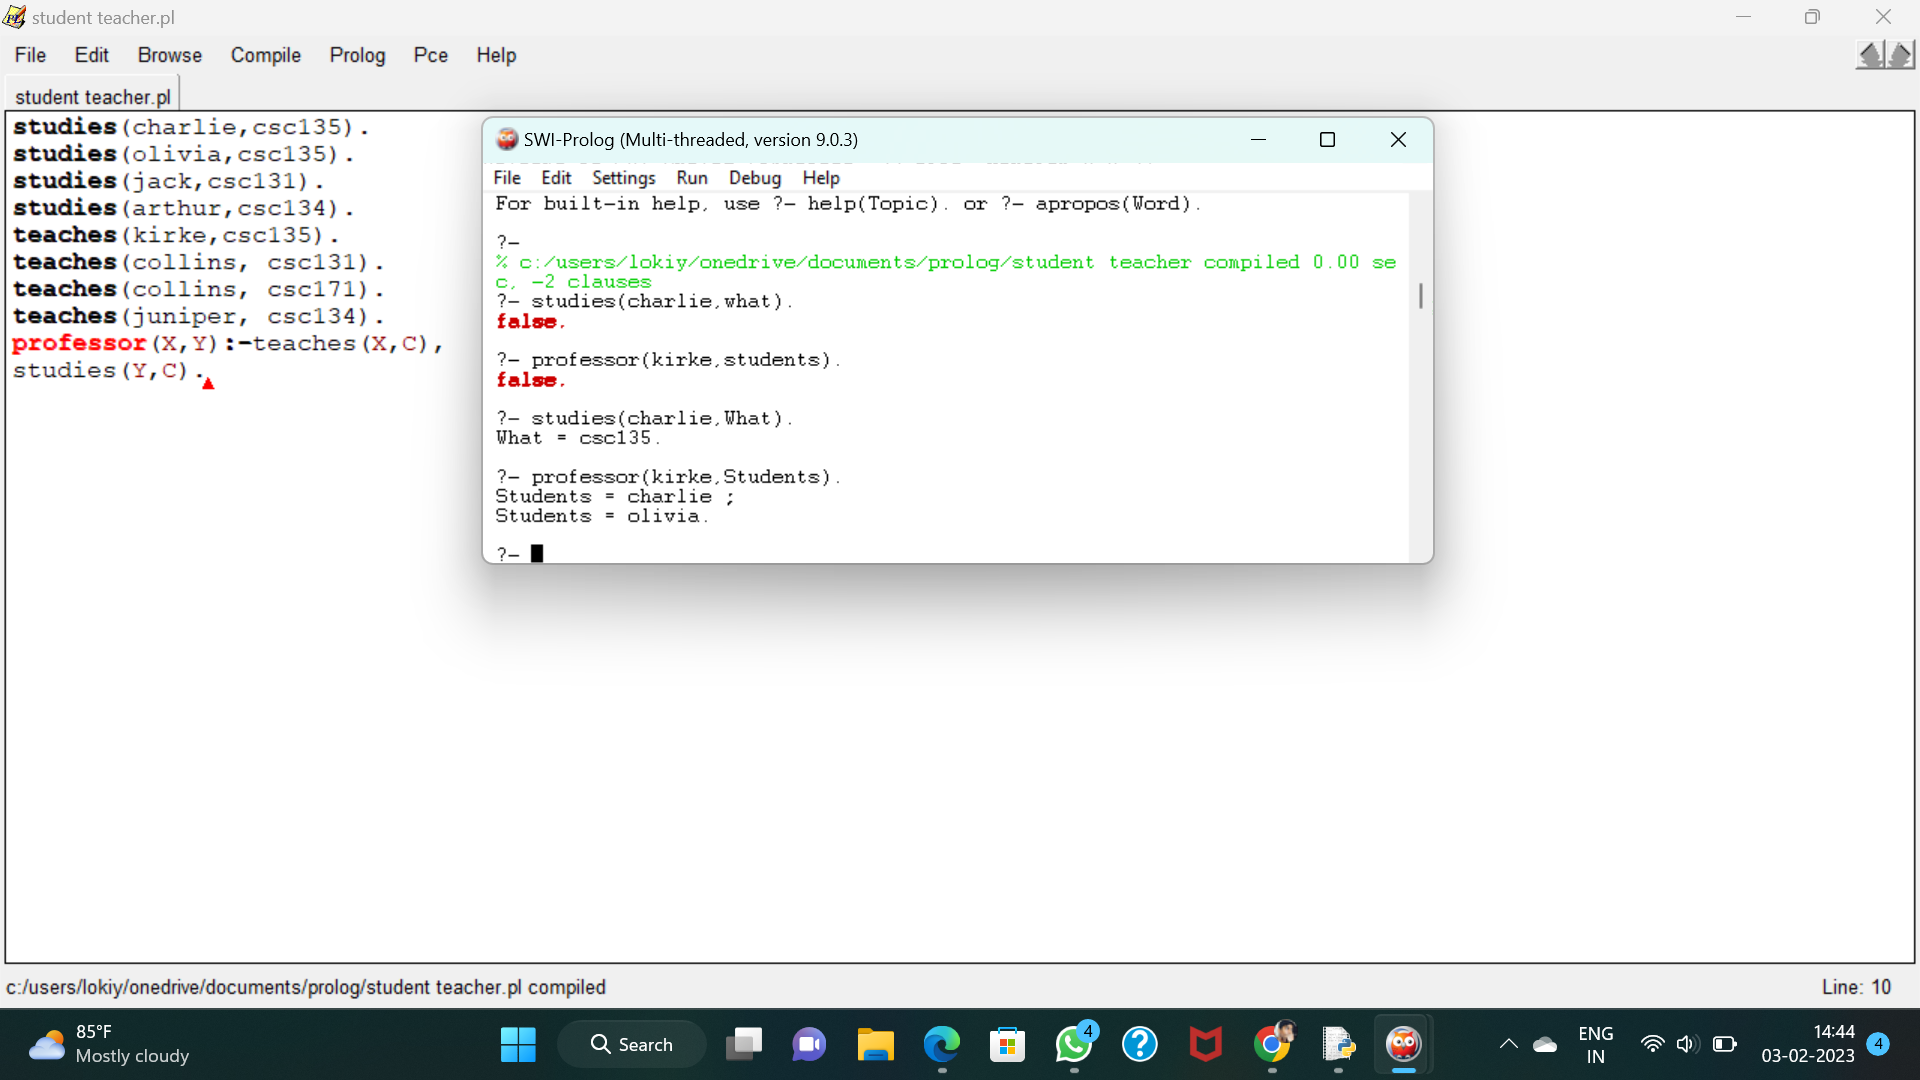 student teacher.pl
File Edit Browse Compile Prolog Pce Help
student teacher.pl
studies(charlie,csc135).
studies(olivia,csc135).
studies(jack,csc131).
studies(arthur,csc134).
teaches(kirke,csc135).
teaches(collins, csc131).
teaches(collins, csc171).
teaches(juniper, csc134).
professor(X,Y):-teaches(X,C),
studies(Y,C).
SWI-Prolog (Multi-threaded, version 9.0.3)
File Edit Settings Run Debug Help
For built-in help, use ?- help(Topic). or ?- apropos(Word).
?-
% c:/users/lokiy/onedrive/documents/prolog/student teacher compiled 0.00 se
c, -2 clauses
?- studies(charlie,what).
false.
?- professor(kirke,students).
false.
?- studies(charlie,What).
What = csc135.
?- professor(kirke,Students).
Students = charlie ;
Students = olivia.
?-
c:/users/lokiy/onedrive/documents/prolog/student teacher.pl compiled
Line: 10
85°F
Mostly cloudy
Search
4
ENG
IN
14:44
03-02-2023
4